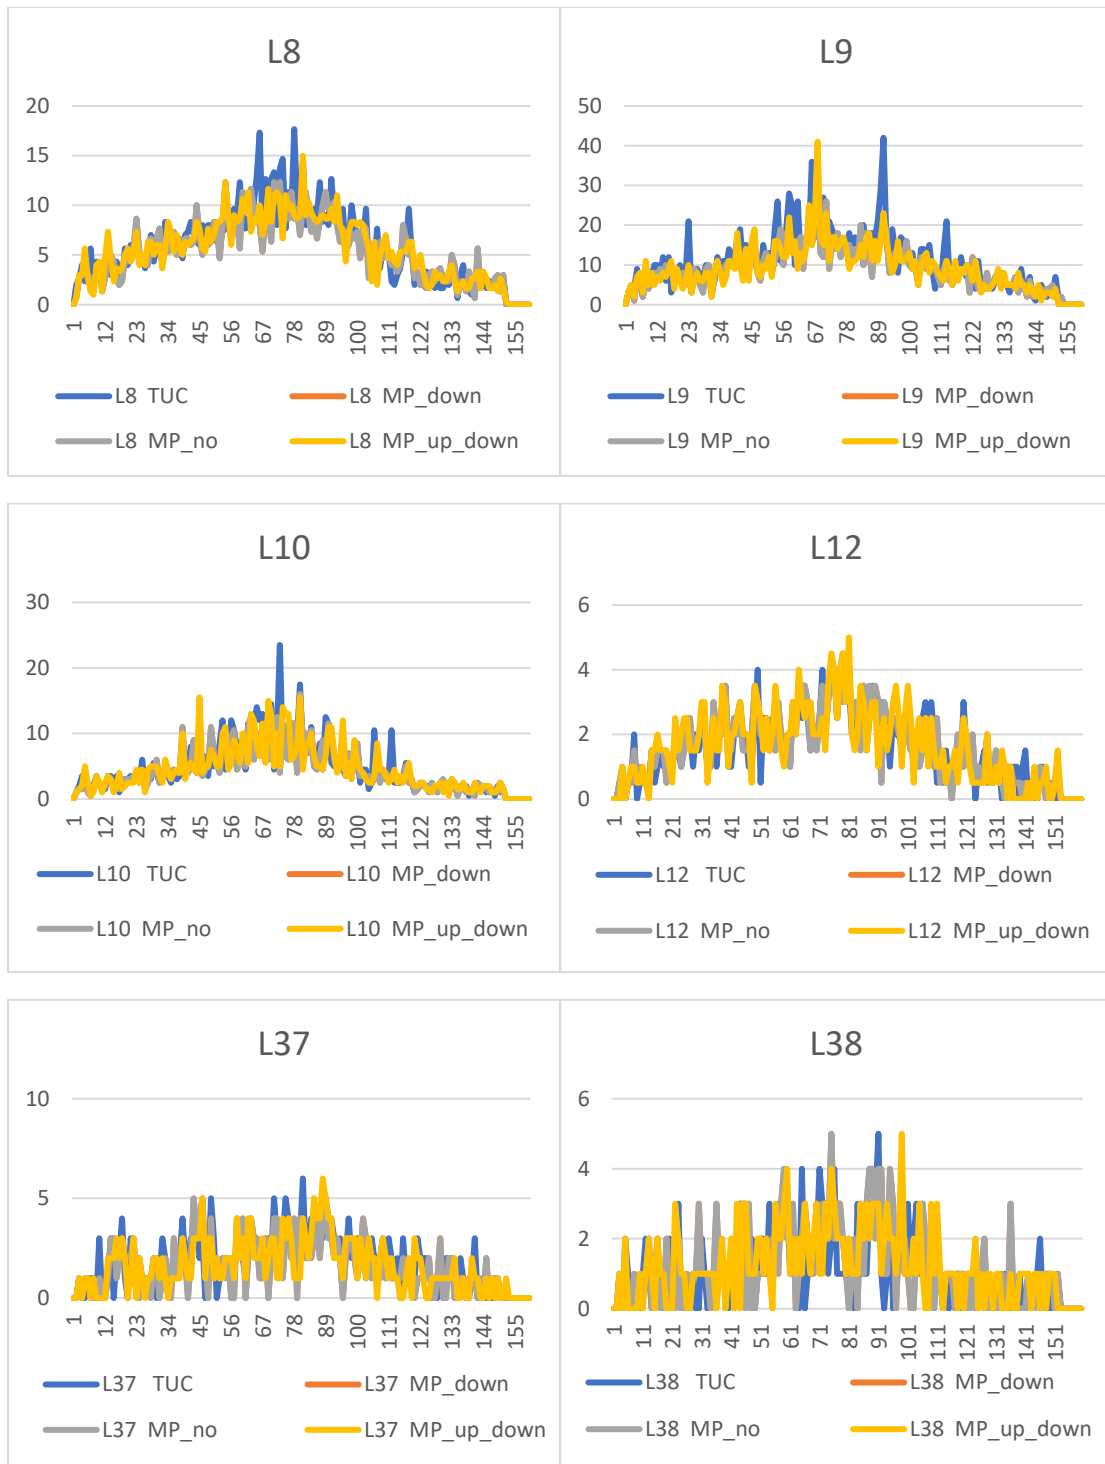 L8
20
15
10
5
0
1 12 23 34 45 56 67 78 89 100 111 122 133 144 155
L8 TUC L8 MP_down
L8 MP_no L8 MP_up_down
L9
50
40
30
20
10
0
1 12 23 34 45 56 67 78 89 100 111 122 133 144 155
L9 TUC L9 MP_down
L9 MP_no L9 MP_up_down
L10
30
20
10
0
1 12 23 34 45 56 67 78 89 100 111 122 133 144 155
L10 TUC L10 MP_down
L10 MP_no L10 MP_up_down
L12
6
4
2
0
1 11 21 31 41 51 61 71 81 91 101 111 121 131 141 151
L12 TUC L12 MP_down
L12 MP_no L12 MP_up_down
L37
10
5
0
1 12 23 34 45 56 67 78 89 100 111 122 133 144 155
L37 TUC L37 MP_down
L37 MP_no L37 MP_up_down
L38
6
4
2
0
1 11 21 31 41 51 61 71 81 91 101 111 121 131 141 151
L38 TUC L38 MP_down
L38 MP_no L38 MP_up_down